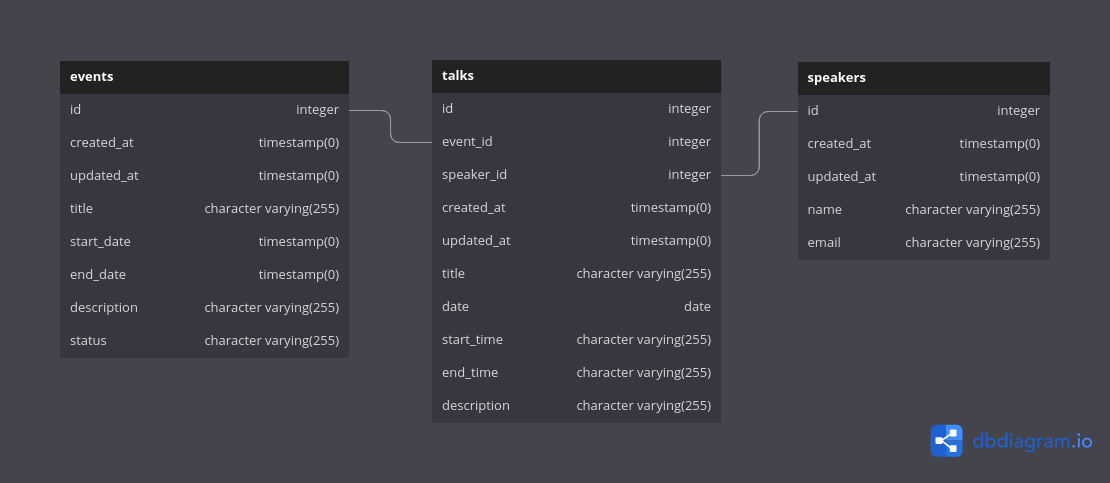 events
id integer
created_at timestamp(0)
updated_at timestamp(0)
title character varying(255)
start_date timestamp(0)
end_date timestamp(0)
description character varying(255)
status character varying(255)
talks
id integer
event_id integer
speaker_id integer
created_at timestamp(0)
updated_at timestamp(0)
title character varying(255)
date date
start_time character varying(255)
end_time character varying(255)
description character varying(255)
speakers
id integer
created_at timestamp(0)
updated_at timestamp(0)
name character varying(255)
email character varying(255)
dbdiagram.io